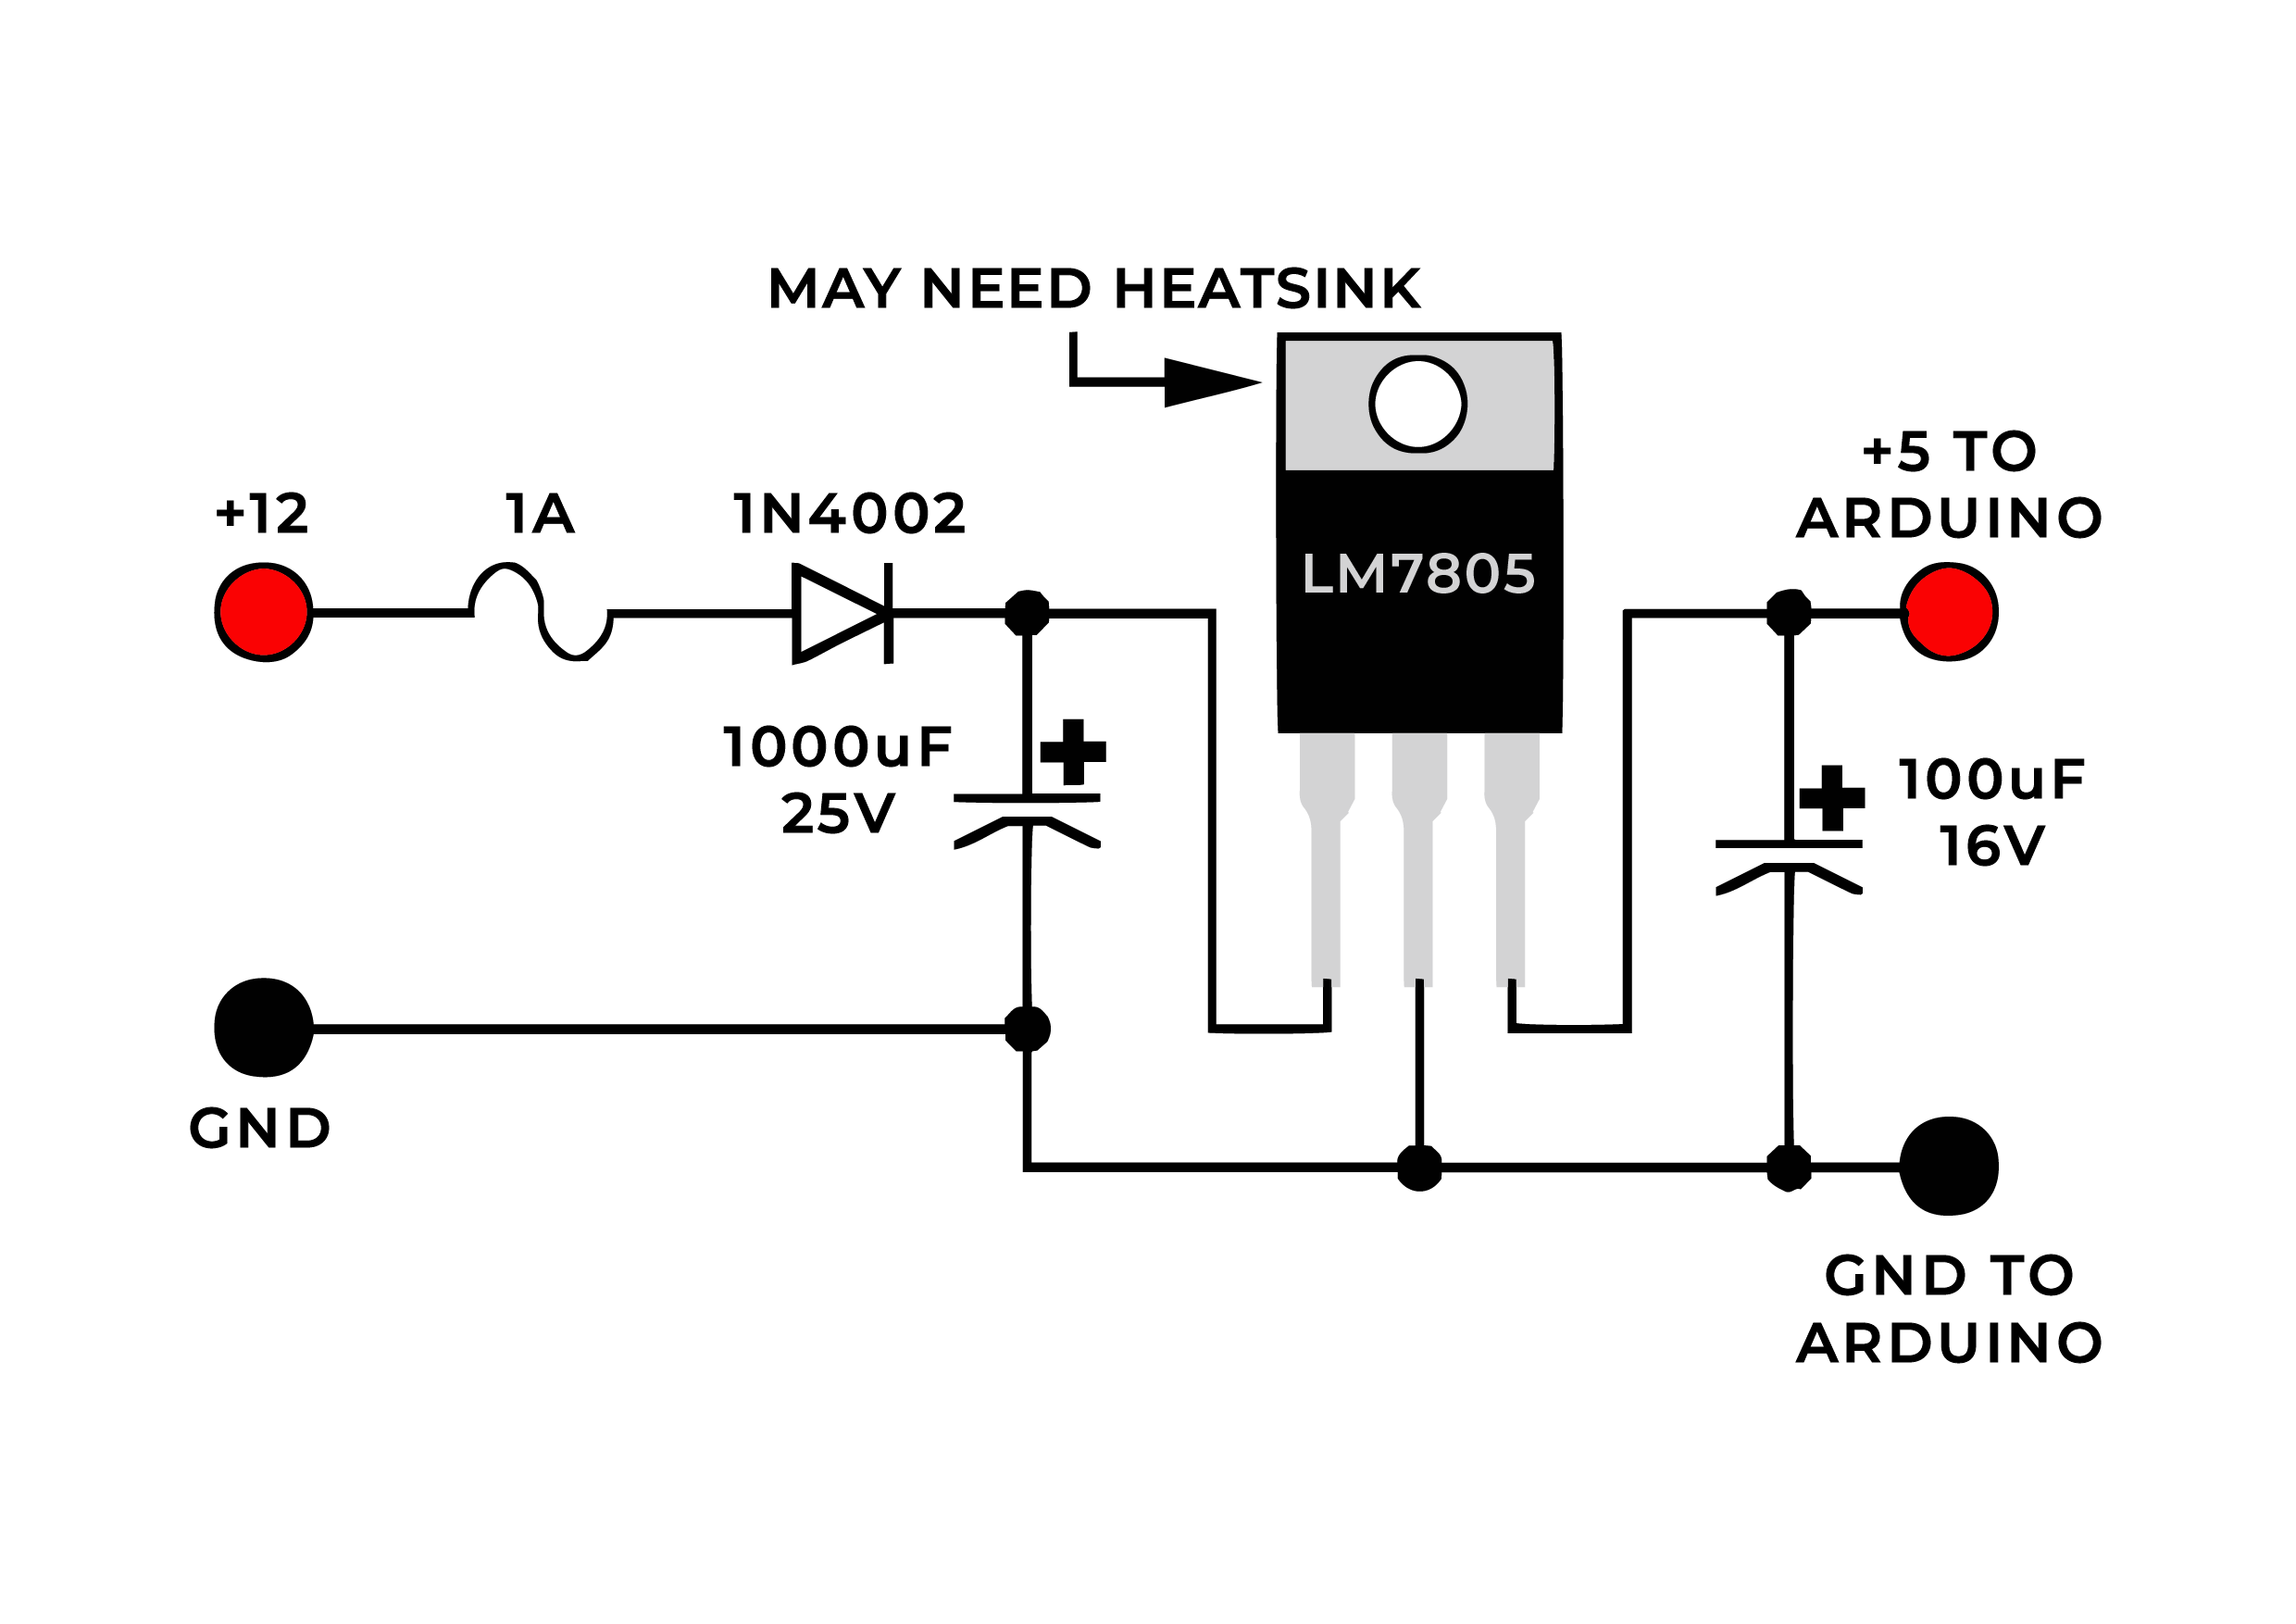 MAY NEED HEATSINK
+5 TO
ARDUINO
+12
1A
1N4002
LM7805
1000uF
25V
+
100uF
16V
+
GND
GND TO
ARDUINO